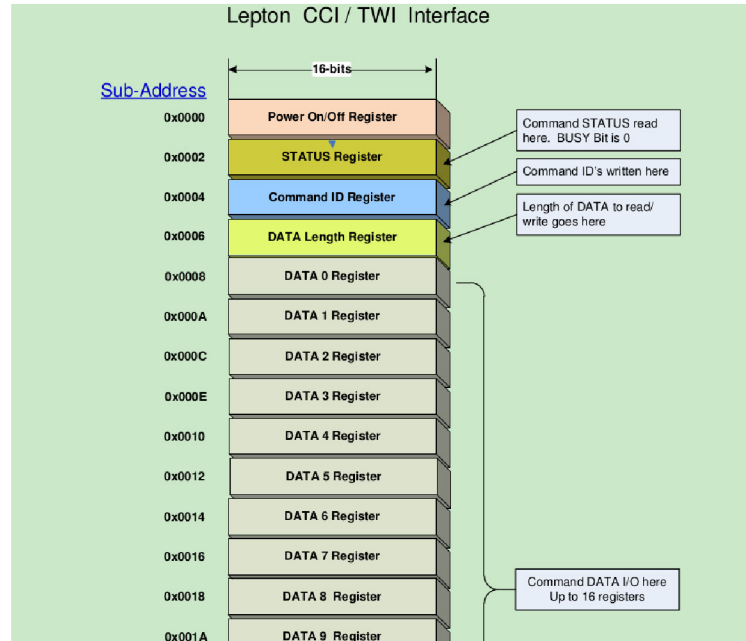 Lepton CCI / TWI Interface
16-bits
Sub-Address
0x0000 Power On/Off Register
0x0002 STATUS Register
0x0004 Command ID Register
0x0006 DATA Length Register
0x0008 DATA 0 Register
0x000A DATA 1 Register
0x000C DATA 2 Register
0x000E DATA 3 Register
0x0010 DATA 4 Register
0x0012 DATA 5 Register
0x0014 DATA 6 Register
0x0016 DATA 7 Register
0x0018 DATA 8 Register
0x001A DATA 9 Register
Command STATUS read
here. BUSY Bit is 0
Command ID's written here
Length of DATA to read/
write goes here
Command DATA I/O here
Up to 16 registers